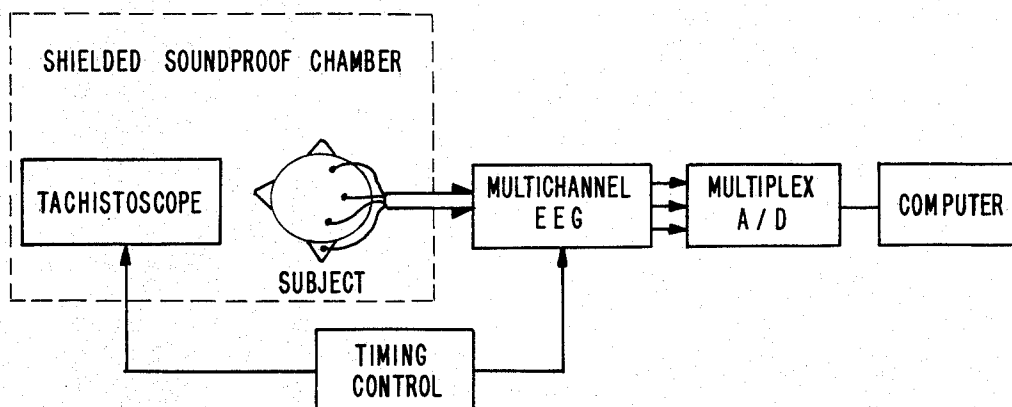 SHIELDED SOUNDPROOF CHAMBER
TACHISTOSCOPE
SUBJECT
MULTICHANNEL
EEG
MULTIPLEX
A/D
COMPUTER
TIMING
CONTROL